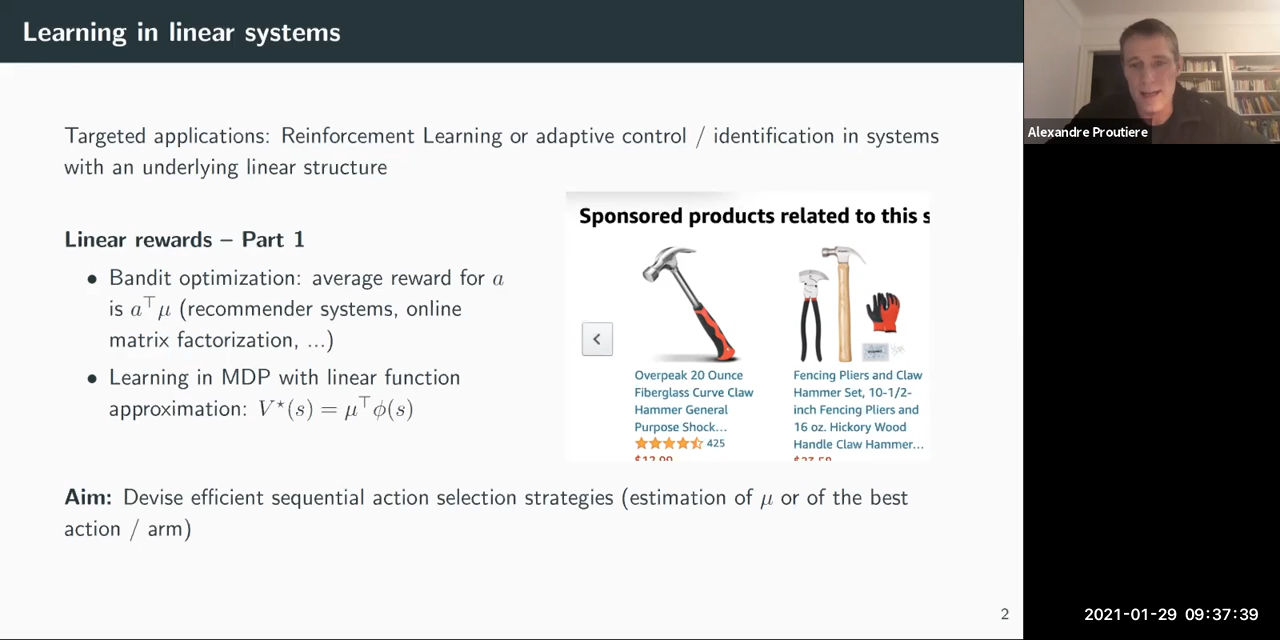 Learning in linear systems
Alexandre Proutiere
Targeted applications: Reinforcement Learning or adaptive control / identification in systems
with an underlying linear structure
Linear rewards – Part 1
• Bandit optimization: average reward for a
is a⊤μ (recommender systems, online
matrix factorization, ...)
• Learning in MDP with linear function
approximation: V⋆(s) = μ⊤ϕ(s)
Sponsored products related to this s
Overpeak 20 Ounce
Fiberglass Curve Claw
Hammer General
Purpose Shock...
425
Fencing Pliers and Claw
Hammer Set, 10-1/2-
inch Fencing Pliers and
16 oz. Hickory Wood
Handle Claw Hammer...
Aim: Devise efficient sequential action selection strategies (estimation of μ or of the best
action / arm)
2
2021-01-29 09:37:39